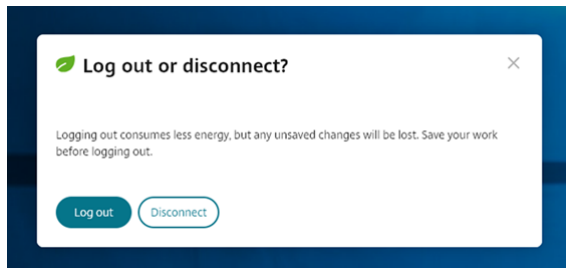 Log out or disconnect?
Logging out consumes less energy, but any unsaved changes will be lost. Save your work
before logging out.
Log out
Disconnect